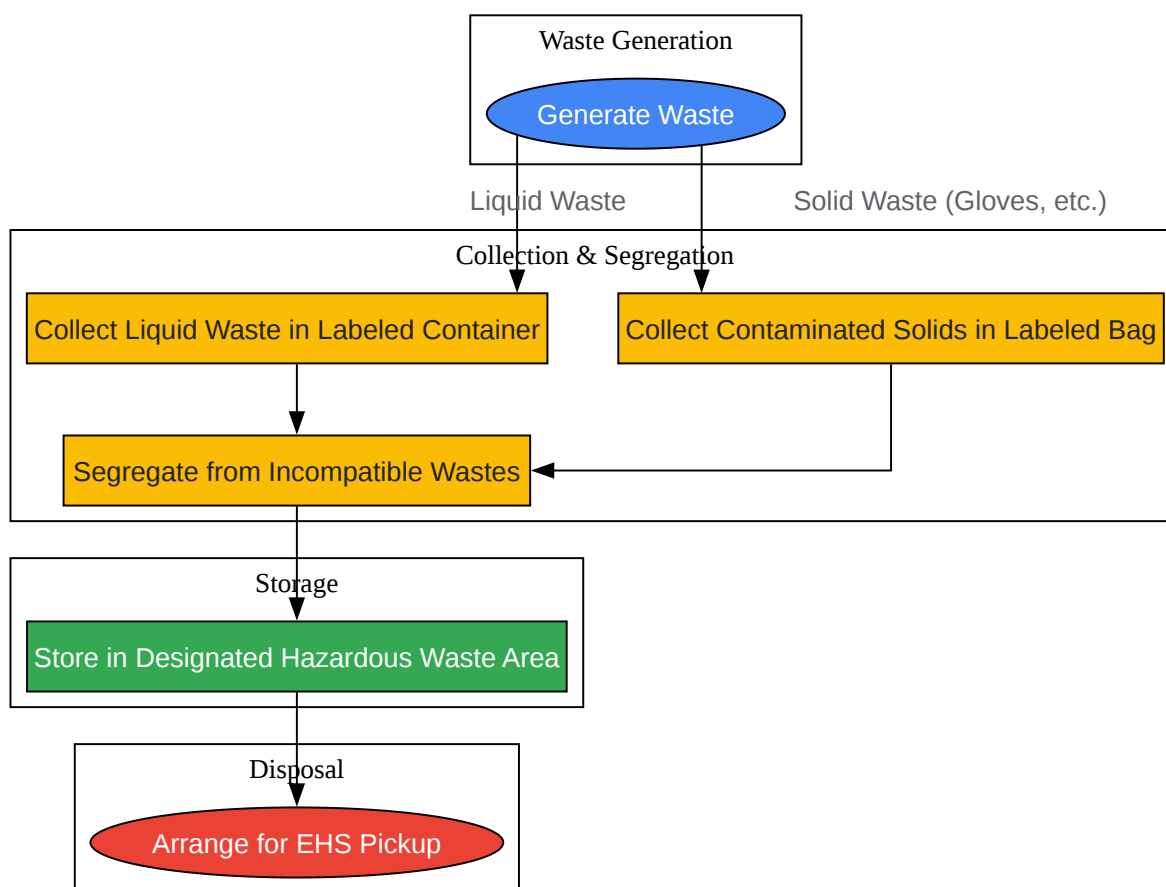 Waste Generation
Generate Waste
Liquid Waste
Solid Waste (Gloves, etc.)
Collection & Segregation
Collect Liquid Waste in Labeled Container
Collect Contaminated Solids in Labeled Bag
Segregate from Incompatible Wastes
Storage
Store in Designated Hazardous Waste Area
Disposal
Arrange for EHS Pickup